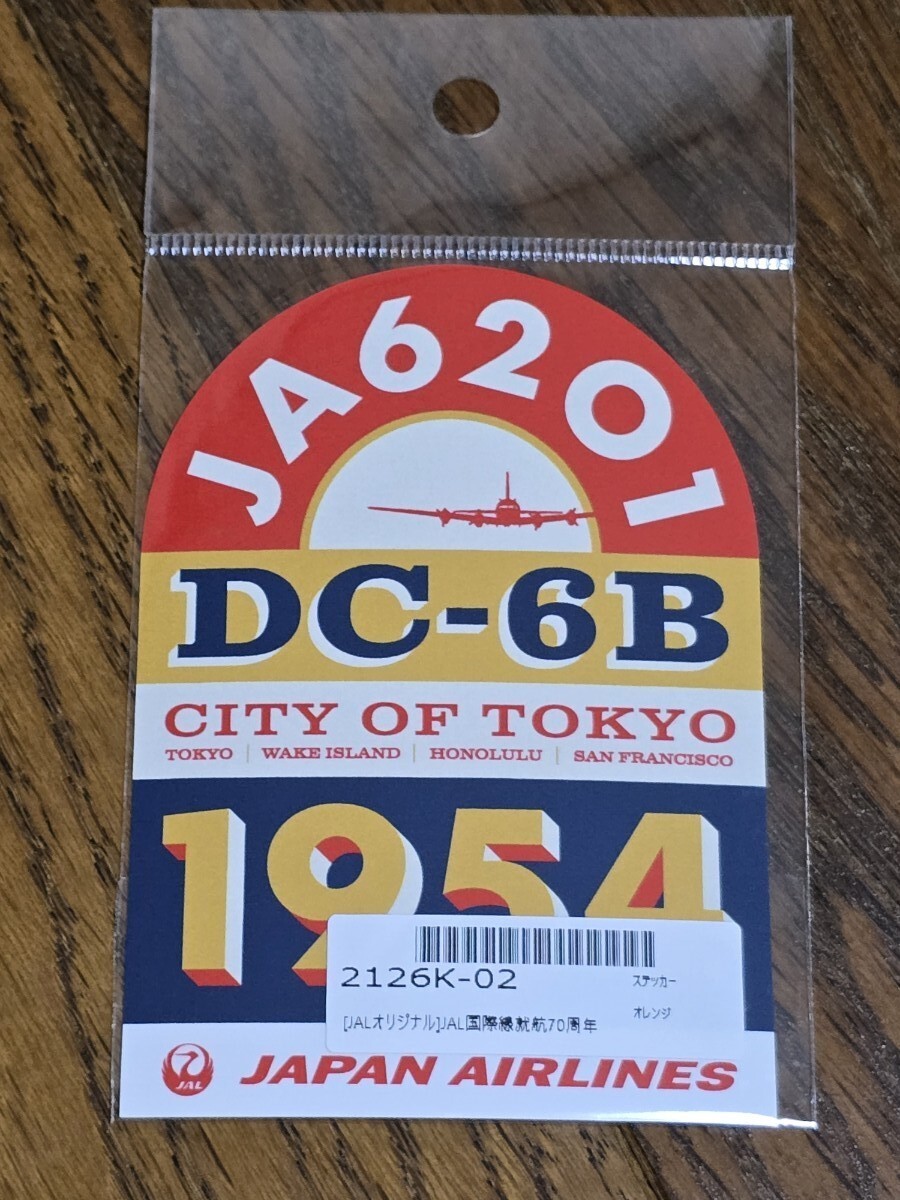 JA6201
DC-6B
CITY OF TOKYO
TOKYO | WAKE ISLAND | HONOLULU | SAN FRANCISCO
1954
2126K-02
ステッカー
オレンジ
[JALオリジナル]JAL国際線就航70周年
JAL
JAPAN AIRLINES